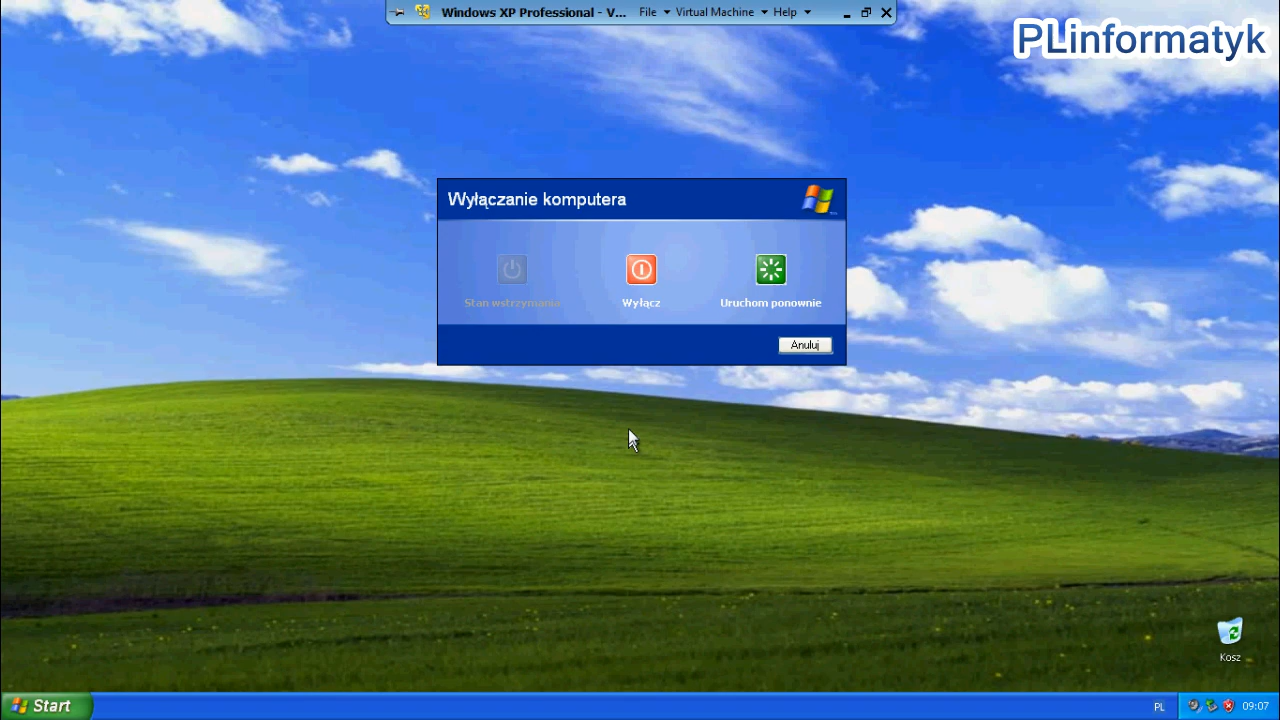 Windows XP Professional - V... File Virtual Machine Help
PLinformatyk
Wyłączanie komputera
Stan wstrzymania Wyłącz Uruchom ponownie
Anuluj
Kosz
Start PL 09:07